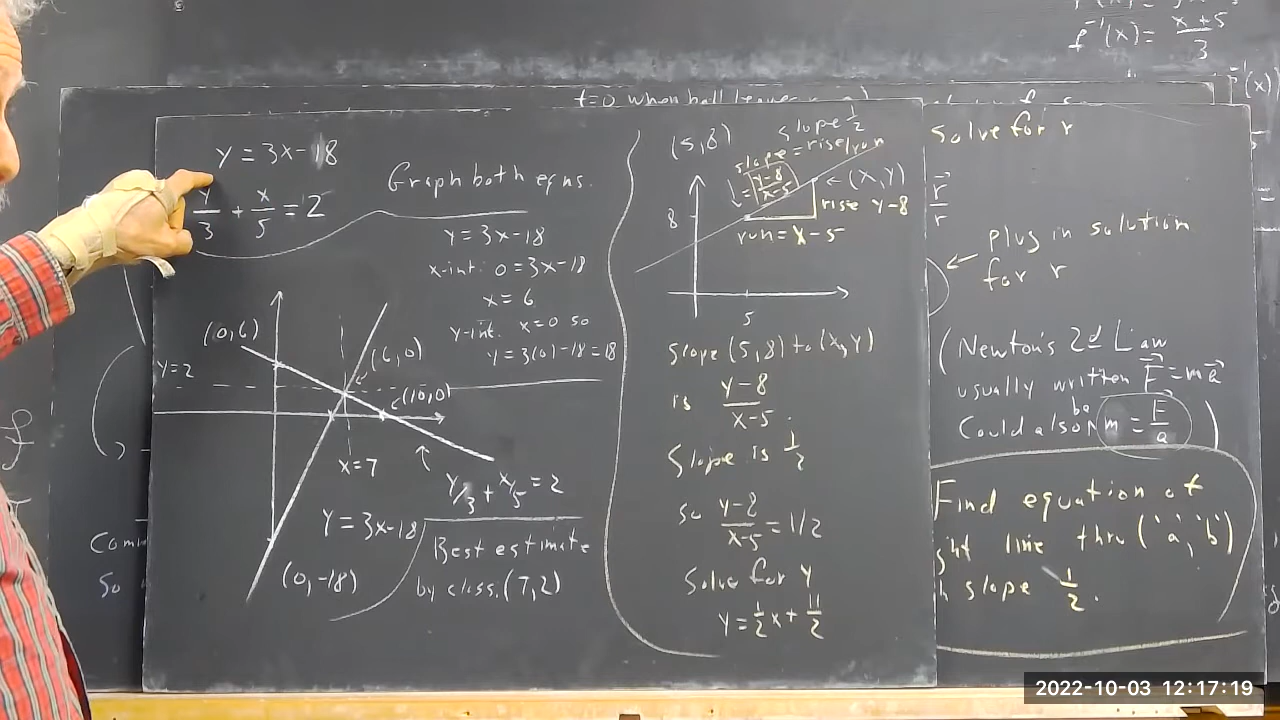 f⁻¹(x) = x+5/3
t=0 when ball leaves
y = 3x-18
y/3 + x/5 = 2
Graph both eqns.
y = 3x-18
x-int: 0 = 3x-18
x = 6
y-int. x=0 so
y = 3(0)-18 = 18
(0,6)
(6,0)
(10,0)
y=2
x=7
y/3 + x/5 = 2
y = 3x-18
(0,-18)
Best estimate
by class: (7,2)
(5,8)
slope 1/2
slope = rise/run
= y-8/x-5
(x,y)
rise y-8
run = x-5
8
5
slope (5,8) to (x,y)
is y-8/x-5.
Slope is 1/2
so y-8/x-5 = 1/2
Solve for y
y = 1/2 x + 11/2
Solve for r
r/r
plug in solution
for r
(Newton's 2d Law
usually written F = ma
Could also be m = F/a)
Find equation of
ght line thru ('a', 'b')
h slope 1/2.
Com
So
2022-10-03 12:17:19